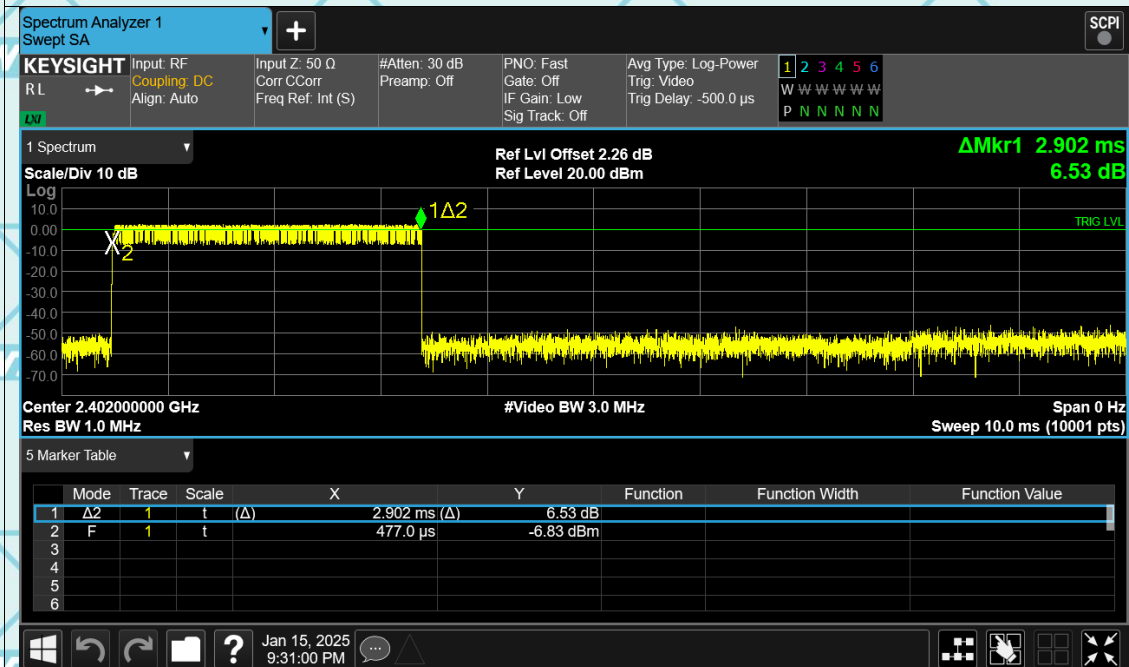 Spectrum Analyzer 1
Swept SA
+
SCPI
KEYSIGHT
RL
LXI
Input: RF
Coupling: DC
Align: Auto
Input Z: 50 Ω
Corr CCorr
Freq Ref: Int (S)
#Atten: 30 dB
Preamp: Off
PNO: Fast
Gate: Off
IF Gain: Low
Sig Track: Off
Avg Type: Log-Power
Trig: Video
Trig Delay: -500.0 µs
1 2 3 4 5 6
W W W W W W
P N N N N N
1 Spectrum
Scale/Div 10 dB
Ref Lvl Offset 2.26 dB
Ref Level 20.00 dBm
ΔMkr1 2.902 ms
6.53 dB
Log
10.0
0.00
-10.0
-20.0
-30.0
-40.0
-50.0
-60.0
-70.0
1Δ2
2
TRIG LVL
Center 2.402000000 GHz
Res BW 1.0 MHz
#Video BW 3.0 MHz
Span 0 Hz
Sweep 10.0 ms (10001 pts)
5 Marker Table
Mode Trace Scale X Y Function Function Width Function Value
1 Δ2 1 t (Δ) 2.902 ms (Δ) 6.53 dB
2 F 1 t 477.0 µs -6.83 dBm
3
4
5
6
?
Jan 15, 2025
9:31:00 PM